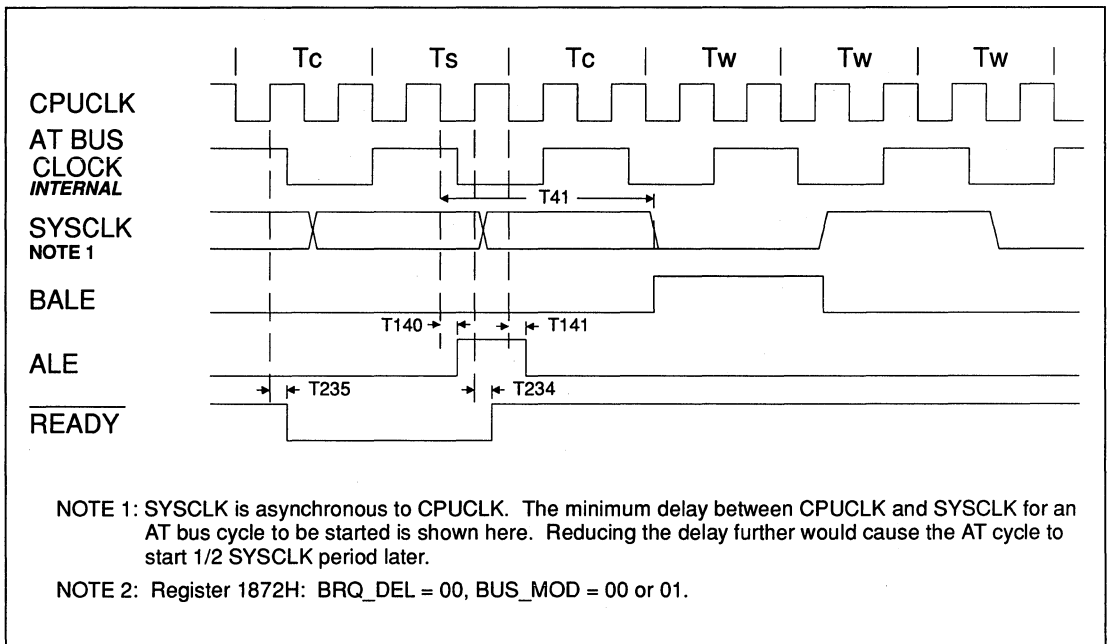 Tc Ts Tc Tw Tw Tw
CPUCLK
AT BUS
CLOCK
INTERNAL
T41
SYSCLK
NOTE 1
BALE
T140 T141
ALE
T235 T234
READY
NOTE 1: SYSCLK is asynchronous to CPUCLK. The minimum delay between CPUCLK and SYSCLK for an
AT bus cycle to be started is shown here. Reducing the delay further would cause the AT cycle to
start 1/2 SYSCLK period later.
NOTE 2: Register 1872H: BRQ_DEL = 00, BUS_MOD = 00 or 01.